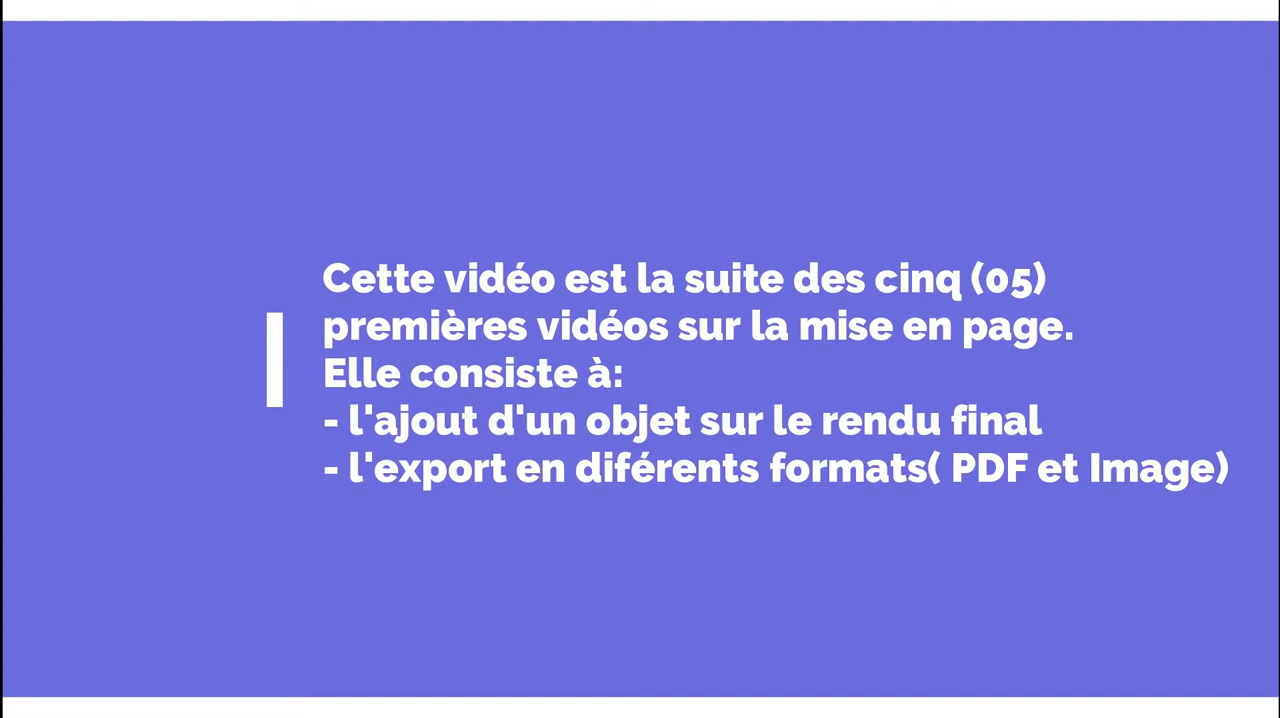 Cette vidéo est la suite des cinq (05)
premières vidéos sur la mise en page.
Elle consiste à:
- l'ajout d'un objet sur le rendu final
- l'export en diférents formats( PDF et Image)